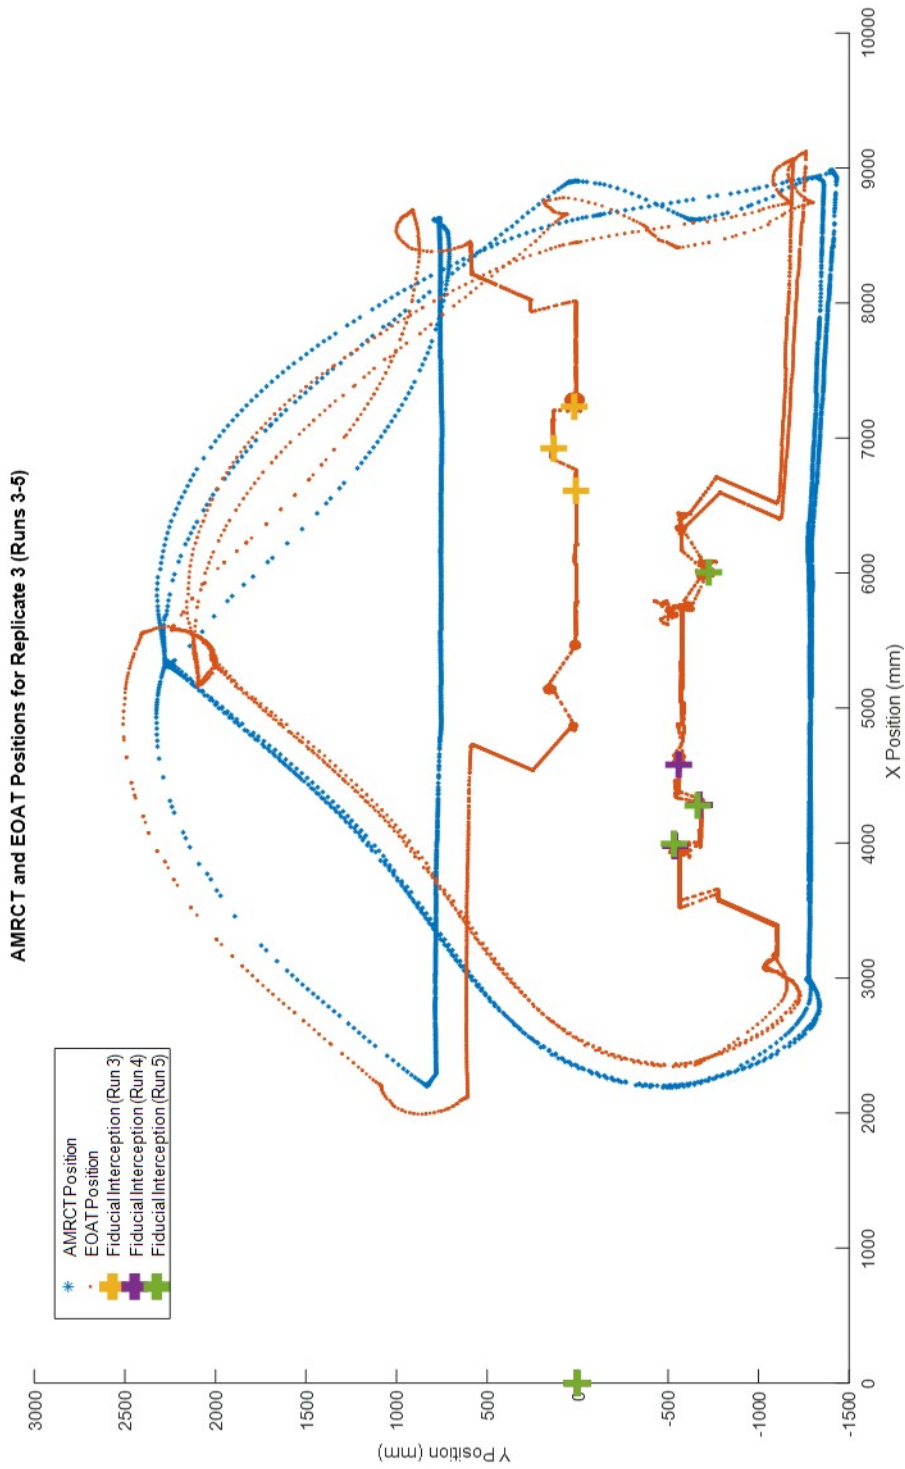 AMRCT and EOAT Positions for Replicate 3 (Runs 3-5)
AMRCT Position
EOAT Position
Fiducial Interception (Run 3)
Fiducial Interception (Run 4)
Fiducial Interception (Run 5)
3000
2500
2000
1500
1000
500
0
-500
-1000
-1500
Y Position (mm)
0
1000
2000
3000
4000
5000
6000
7000
8000
9000
10000
X Position (mm)